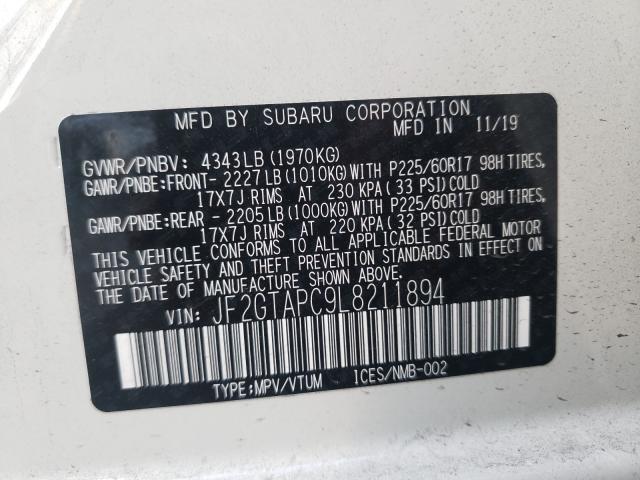 MFD BY SUBARU CORPORATION
MFD IN 11/19
GVWR/PNBV: 4343LB(1970KG)
GAWR/PNBE:FRONT- 2227LB(1010KG)WITH P225/60R17 98H TIRES,
17X7J RIMS AT 230 KPA(33 PSI)COLD
GAWR/PNBE:REAR - 2205LB(1000KG)WITH P225/60R17 98H TIRES,
17X7J RIMS AT 220 KPA(32 PSI)COLD
THIS VEHICLE CONFORMS TO ALL APPLICABLE FEDERAL MOTOR
VEHICLE SAFETY AND THEFT PREVENTION STANDARDS IN EFFECT
ON THE DATE OF MANUFACTURE SHOWN ABOVE.
VIN: JF2GTAPC9L8211894
TYPE:MPV/VTUM ICES/NMB-002